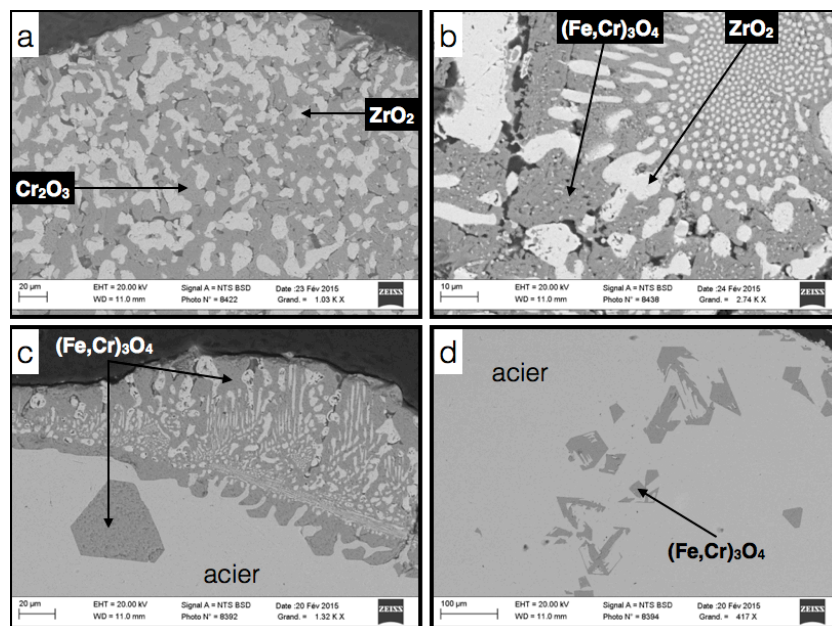 a
ZrO₂
Cr₂O₃
20 µm
EHT = 20.00 kV
WD = 11.0 mm
Signal A = NTS BSD
Photo N° = 8422
Date :23 Fév 2015
Grand. = 1.03 K X
ZEISS
b
(Fe,Cr)₃O₄
ZrO₂
10 µm
EHT = 20.00 kV
WD = 11.0 mm
Signal A = NTS BSD
Photo N° = 8438
Date :24 Fév 2015
Grand. = 2.74 K X
ZEISS
c
(Fe,Cr)₃O₄
acier
20 µm
EHT = 20.00 kV
WD = 11.0 mm
Signal A = NTS BSD
Photo N° = 8392
Date :20 Fév 2015
Grand. = 1.32 K X
ZEISS
d
acier
(Fe,Cr)₃O₄
100 µm
EHT = 20.00 kV
WD = 11.0 mm
Signal A = NTS BSD
Photo N° = 8394
Date :20 Fév 2015
Grand. = 417 X
ZEISS